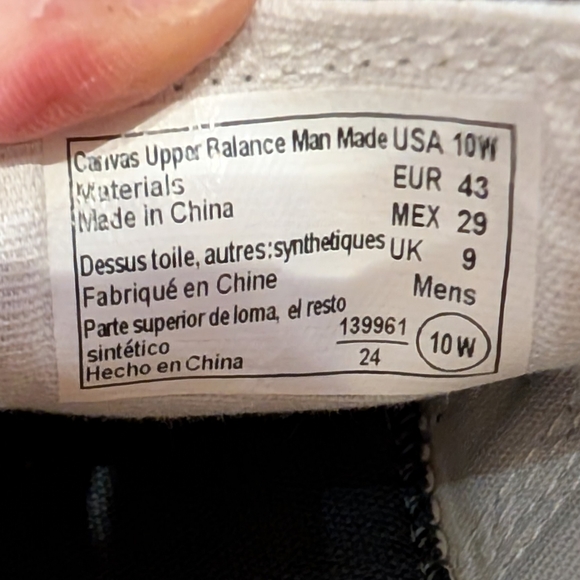 Canvas Upper Balance Man Made USA 10W
Materials EUR 43
Made in China MEX 29
Dessus toile, autres:synthetiques UK 9
Fabriqué en Chine Mens
Parte superior de loma, el resto
sintético 139961 10W
Hecho en China 24